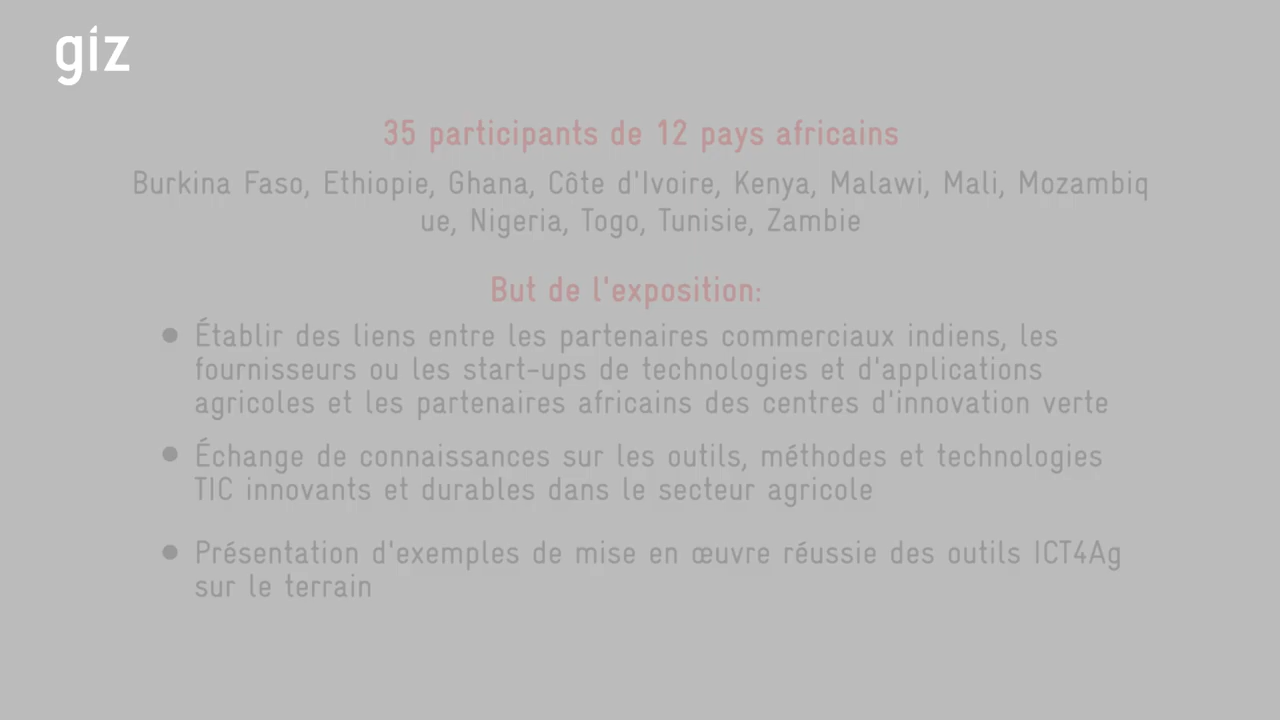 giz
35 participants de 12 pays africains
Burkina Faso, Ethiopie, Ghana, Côte d'Ivoire, Kenya, Malawi, Mali, Mozambiq
ue, Nigeria, Togo, Tunisie, Zambie
But de l'exposition:
● Établir des liens entre les partenaires commerciaux indiens, les
fournisseurs ou les start-ups de technologies et d'applications
agricoles et les partenaires africains des centres d'innovation verte
● Échange de connaissances sur les outils, méthodes et technologies
TIC innovants et durables dans le secteur agricole
● Présentation d'exemples de mise en œuvre réussie des outils ICT4Ag
sur le terrain